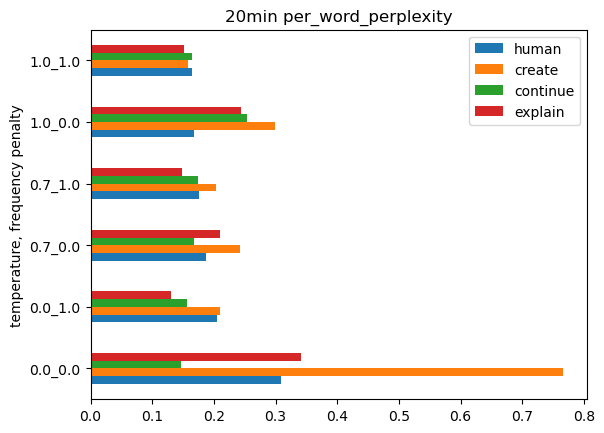 20min per_word_perplexity
human
create
continue
explain
temperature, frequency penalty
1.0_1.0
1.0_0.0
0.7_1.0
0.7_0.0
0.0_1.0
0.0_0.0
0.0 0.1 0.2 0.3 0.4 0.5 0.6 0.7 0.8